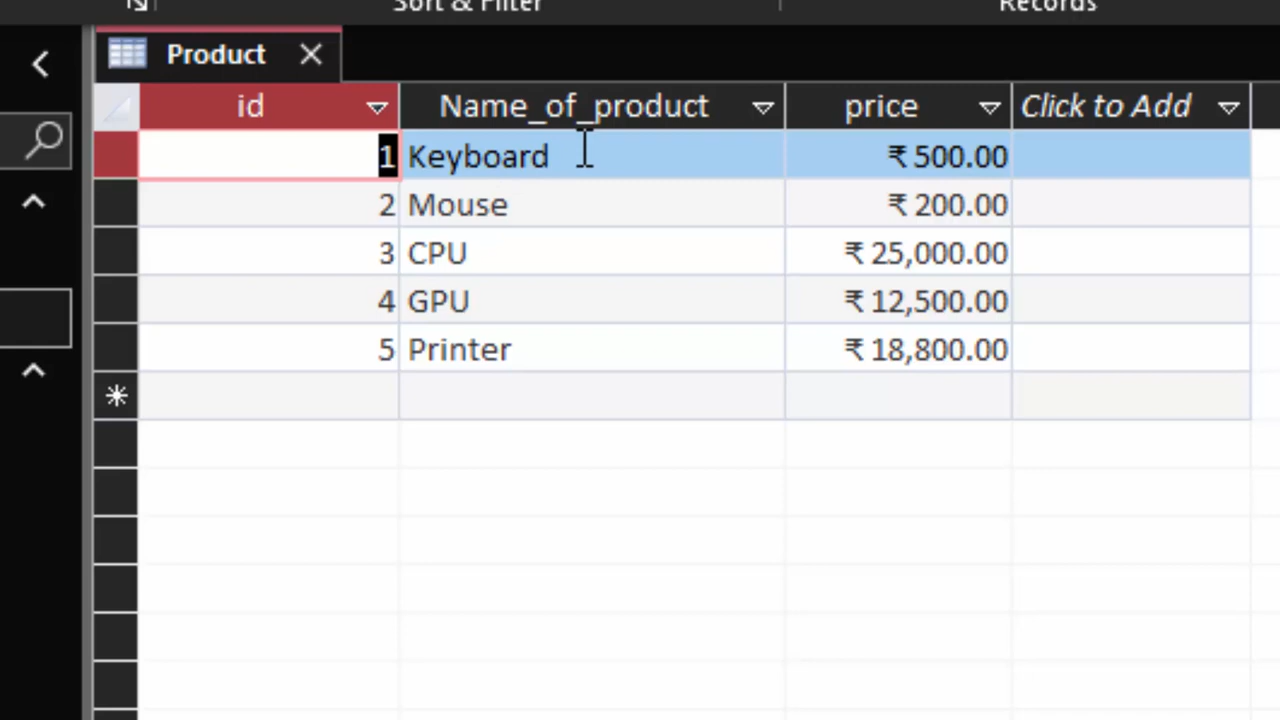 Sort & Filter Records
Product
id Name_of_product price Click to Add
1 Keyboard ₹ 500.00
2 Mouse ₹ 200.00
3 CPU ₹ 25,000.00
4 GPU ₹ 12,500.00
5 Printer ₹ 18,800.00